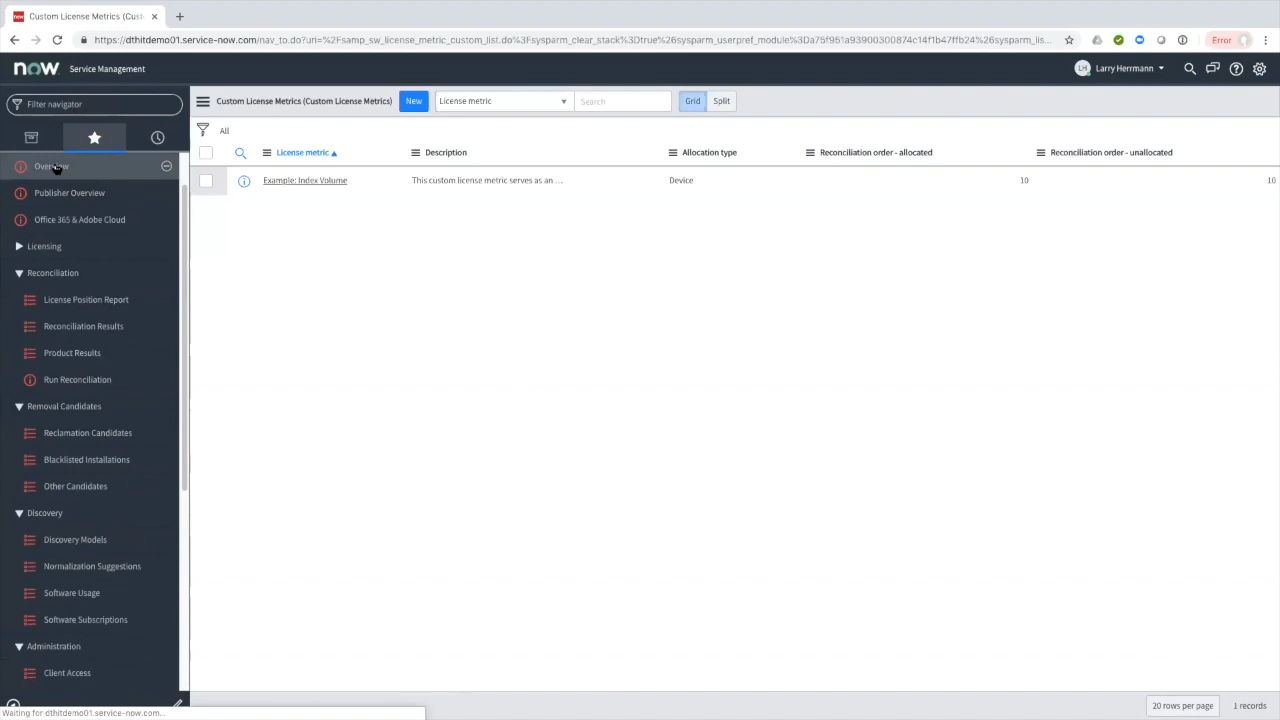 Custom License Metrics (Cust
https://dthitdemo01.service-now.com/nav_to.do?uri=%2Fsamp_sw_license_metric_custom_list.do%3Fsysparm_clear_stack%3Dtrue%26sysparm_userpref_module%3Da75f951a93900300874c14f1b47ffb24%26sysparm_lis...
Error
now Service Management
Larry Herrmann
Filter navigator
Custom License Metrics (Custom License Metrics)
New
License metric
Search
Grid
Split
All
License metric
Description
Allocation type
Reconciliation order - allocated
Reconciliation order - unallocated
Example: Index Volume
This custom license metric serves as an ...
Device
10
10
Overview
Publisher Overview
Office 365 & Adobe Cloud
Licensing
Reconciliation
License Position Report
Reconciliation Results
Product Results
Run Reconciliation
Removal Candidates
Reclamation Candidates
Blacklisted Installations
Other Candidates
Discovery
Discovery Models
Normalization Suggestions
Software Usage
Software Subscriptions
Administration
Client Access
Waiting for dthitdemo01.service-now.com...
20 rows per page
1 records